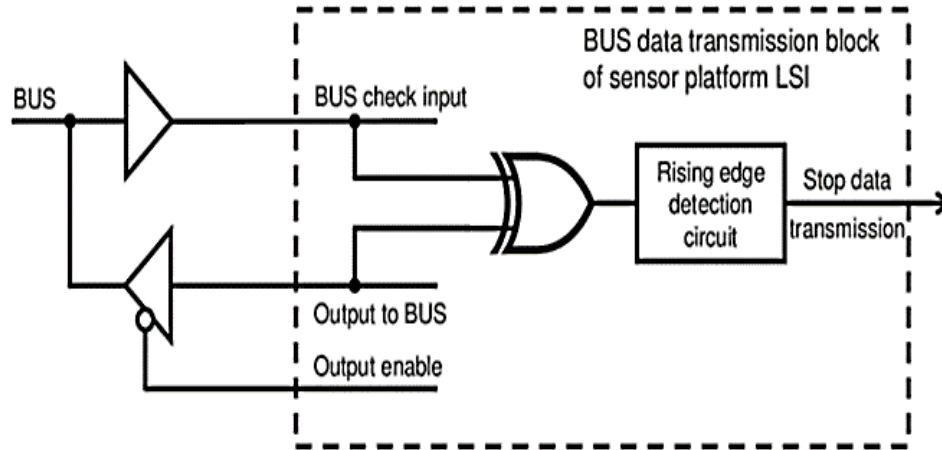 BUS data transmission block
of sensor platform LSI
BUS
BUS check input
Rising edge
detection
circuit
Stop data
transmission
Output to BUS
Output enable